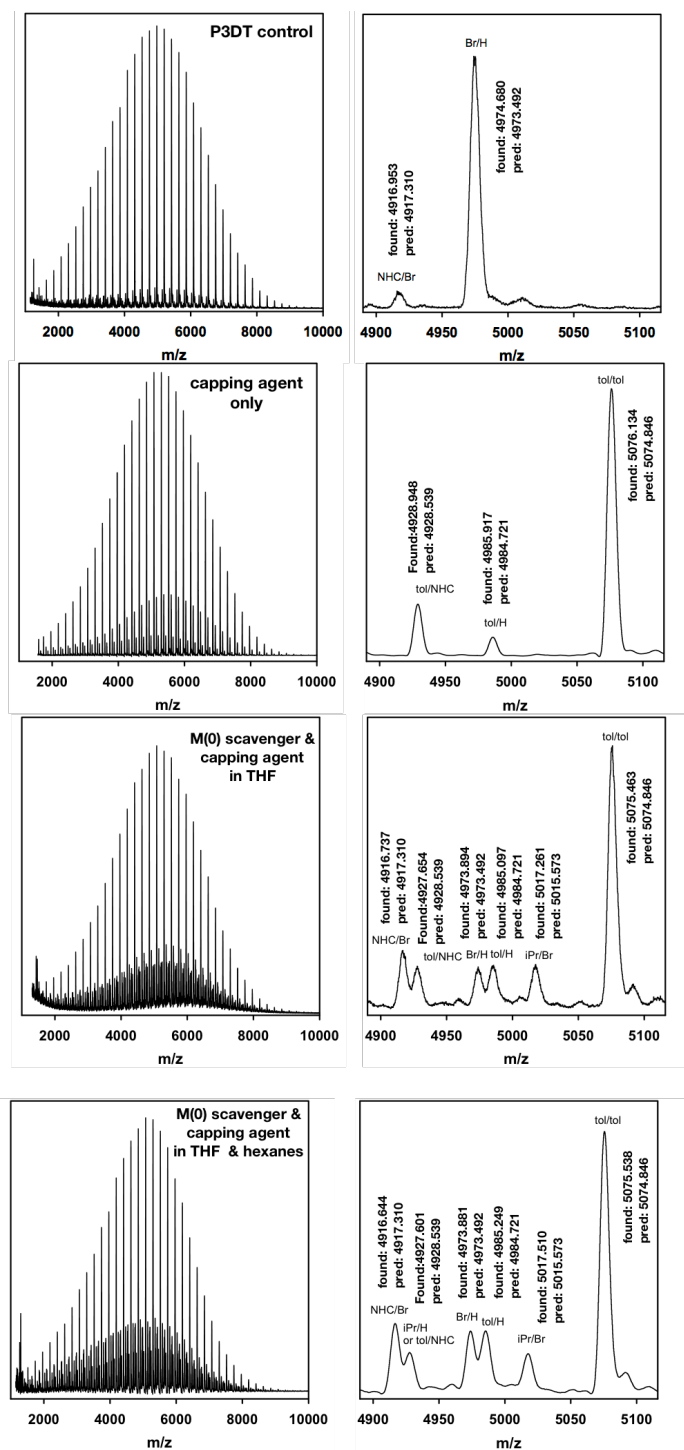 P3DT control
2000 4000 6000 8000 10000
m/z
Br/H
found: 4974.680
pred: 4973.492
found: 4916.953
pred: 4917.310
NHC/Br
4900 4950 5000 5050 5100
m/z
capping agent
only
2000 4000 6000 8000 10000
m/z
tol/tol
found: 5076.134
pred: 5074.846
Found:4928.948
pred: 4928.539
tol/NHC
found: 4985.917
pred: 4984.721
tol/H
4900 4950 5000 5050 5100
m/z
M(0) scavenger &
capping agent
in THF
2000 4000 6000 8000 10000
m/z
tol/tol
found: 5075.463
pred: 5074.846
found: 4916.737
pred: 4917.310
NHC/Br
Found:4927.654
pred: 4928.539
tol/NHC
found: 4973.894
pred: 4973.492
Br/H
found: 4985.097
pred: 4984.721
tol/H
found: 5017.261
pred: 5015.573
iPr/Br
4900 4950 5000 5050 5100
m/z
M(0) scavenger &
capping agent
in THF & hexanes
2000 4000 6000 8000 10000
m/z
tol/tol
found: 5075.538
pred: 5074.846
found: 4916.644
pred: 4917.310
NHC/Br
Found:4927.601
pred: 4928.539
iPr/H
or tol/NHC
found: 4973.881
pred: 4973.492
Br/H
found: 4985.249
pred: 4984.721
tol/H
found: 5017.510
pred: 5015.573
iPr/Br
4900 4950 5000 5050 5100
m/z